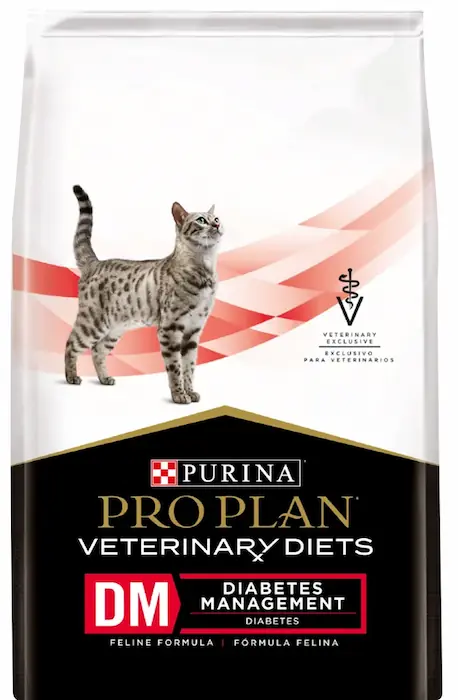 VETERINARY
EXCLUSIVE
EXCLUSIVO
PARA VETERINARIOS
PURINA
PRO PLAN
VETERINARY DIETS
DM DIABETES
MANAGEMENT
DIABETES
FELINE FORMULA | FÓRMULA FELINA